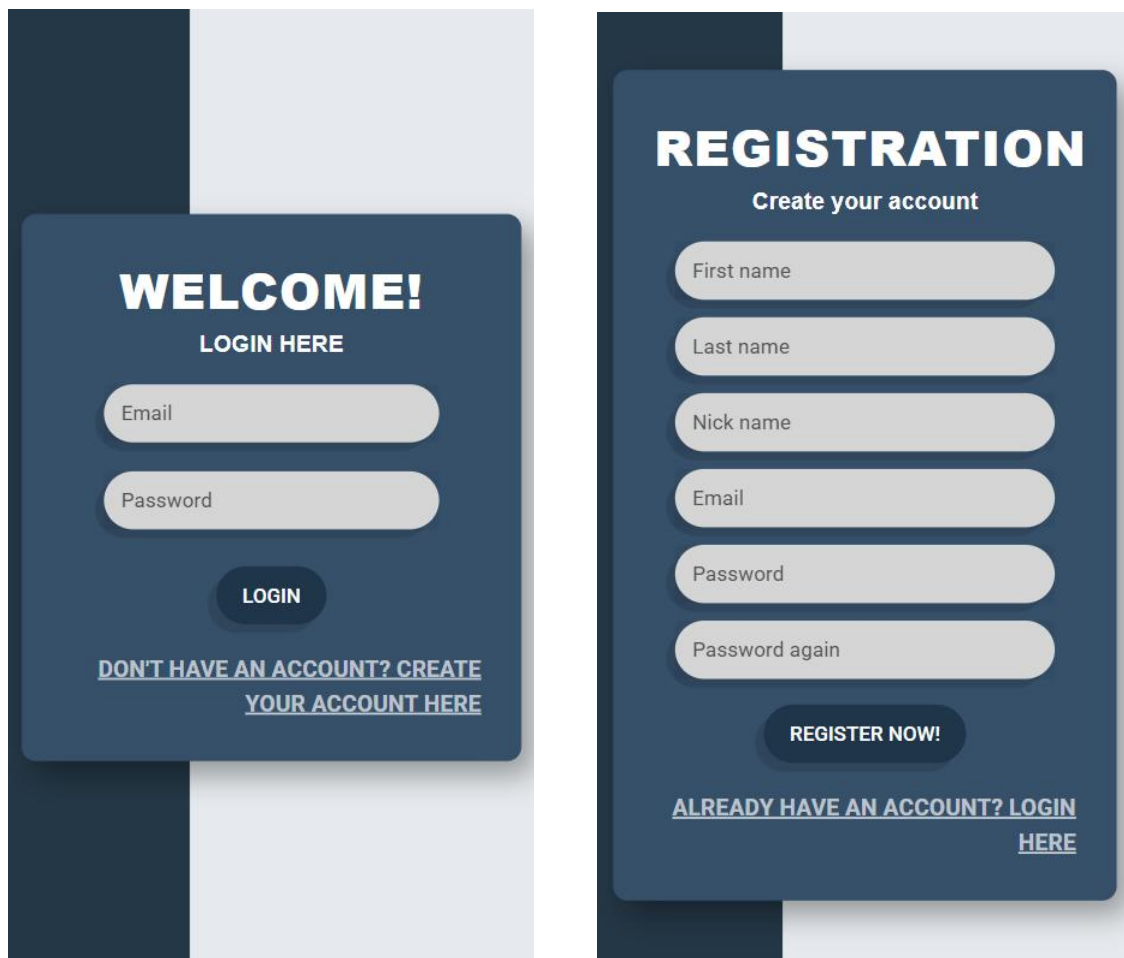 WELCOME!
LOGIN HERE
Email
Password
LOGIN
DON'T HAVE AN ACCOUNT? CREATE
YOUR ACCOUNT HERE
REGISTRATION
Create your account
First name
Last name
Nick name
Email
Password
Password again
REGISTER NOW!
ALREADY HAVE AN ACCOUNT? LOGIN
HERE